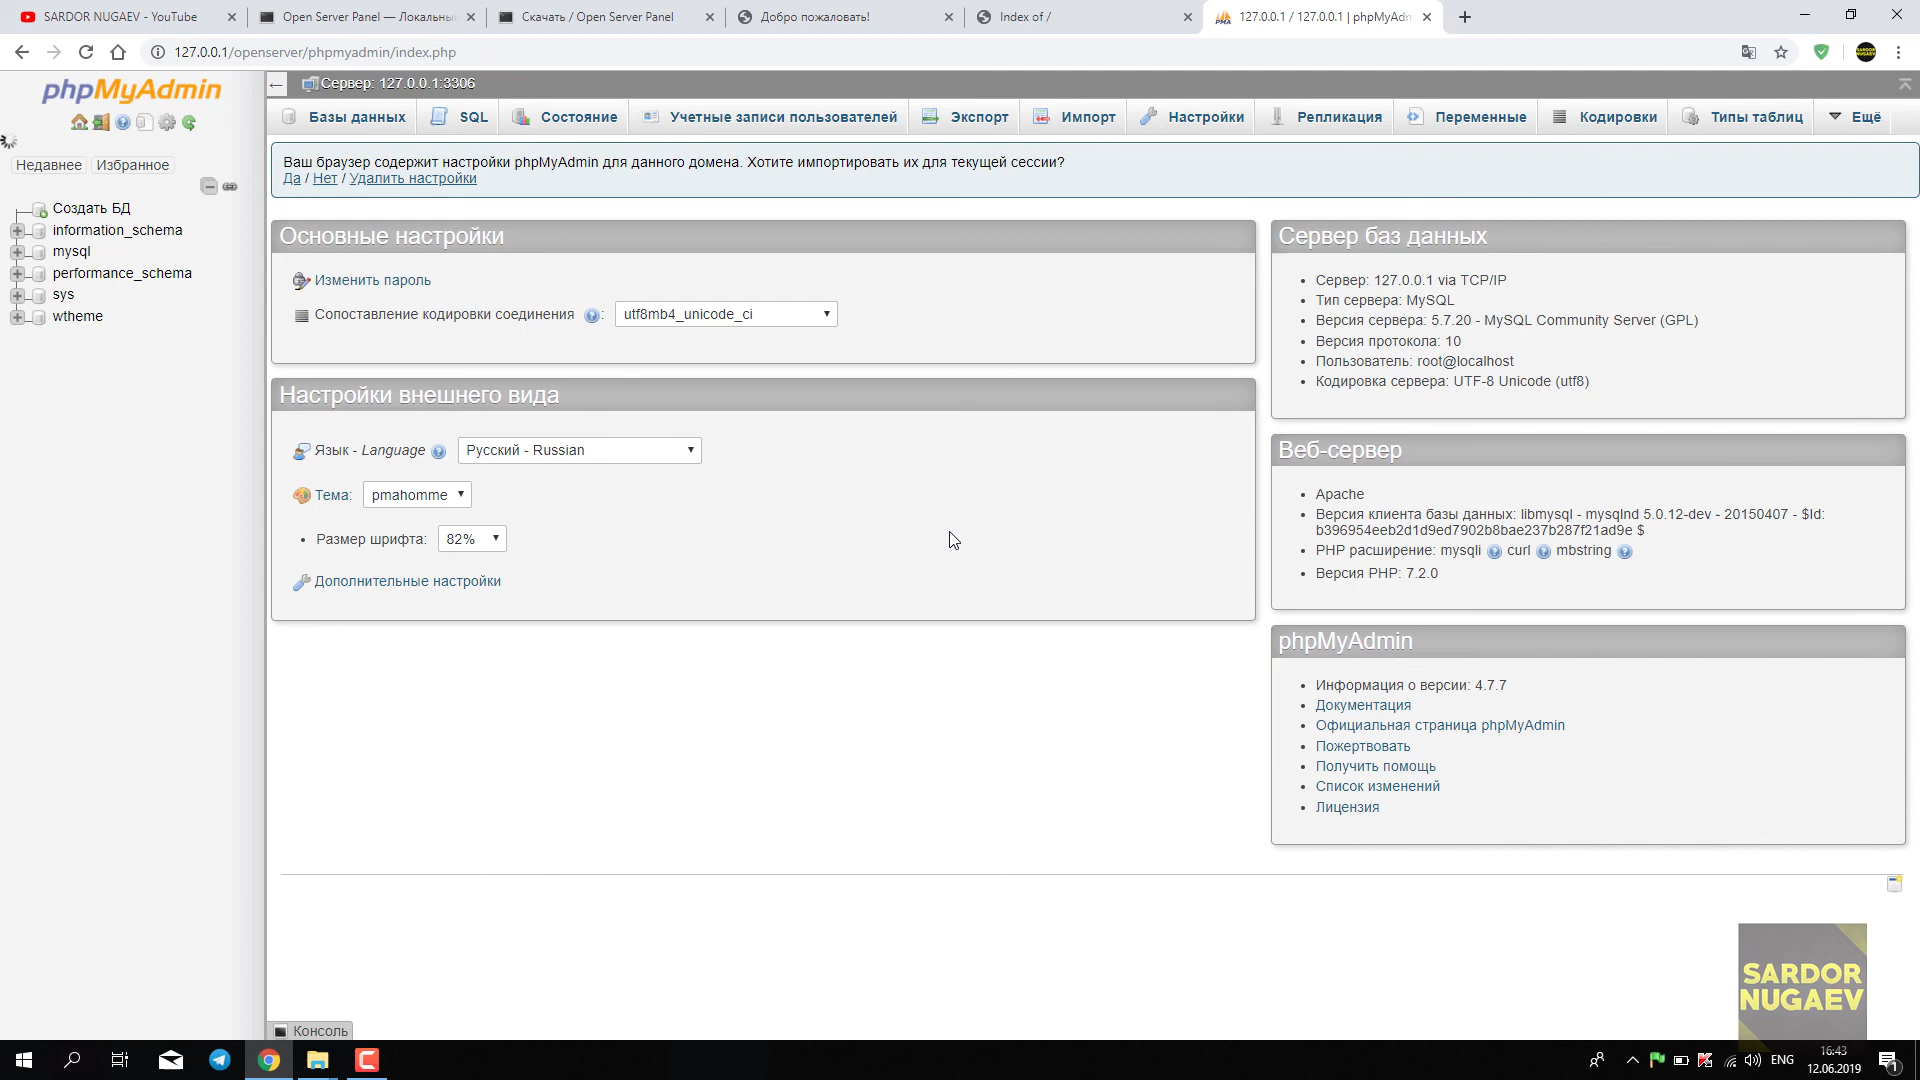 SARDOR NUGAEV - YouTube
Open Server Panel — Локальны
Скачать / Open Server Panel
Добро пожаловать!
Index of /
127.0.0.1 / 127.0.0.1 | phpMyAdm
127.0.0.1/openserver/phpmyadmin/index.php
phpMyAdmin
Недавнее
Избранное
Создать БД
information_schema
mysql
performance_schema
sys
wtheme
Сервер: 127.0.0.1:3306
Базы данных
SQL
Состояние
Учетные записи пользователей
Экспорт
Импорт
Настройки
Репликация
Переменные
Кодировки
Типы таблиц
Ещё
Ваш браузер содержит настройки phpMyAdmin для данного домена. Хотите импортировать их для текущей сессии?
Да / Нет / Удалить настройки
Основные настройки
Изменить пароль
Сопоставление кодировки соединения : utf8mb4_unicode_ci
Настройки внешнего вида
Язык - Language Русский - Russian
Тема: pmahomme
Размер шрифта: 82%
Дополнительные настройки
Сервер баз данных
Сервер: 127.0.0.1 via TCP/IP
Тип сервера: MySQL
Версия сервера: 5.7.20 - MySQL Community Server (GPL)
Версия протокола: 10
Пользователь: root@localhost
Кодировка сервера: UTF-8 Unicode (utf8)
Веб-сервер
Apache
Версия клиента базы данных: libmysql - mysqlnd 5.0.12-dev - 20150407 - $Id:
b396954eeb2d1d9ed7902b8bae237b287f21ad9e $
PHP расширение: mysqli curl mbstring
Версия PHP: 7.2.0
phpMyAdmin
Информация о версии: 4.7.7
Документация
Официальная страница phpMyAdmin
Пожертвовать
Получить помощь
Список изменений
Лицензия
SARDOR
NUGAEV
Консоль
ENG
16:43
12.06.2019
1